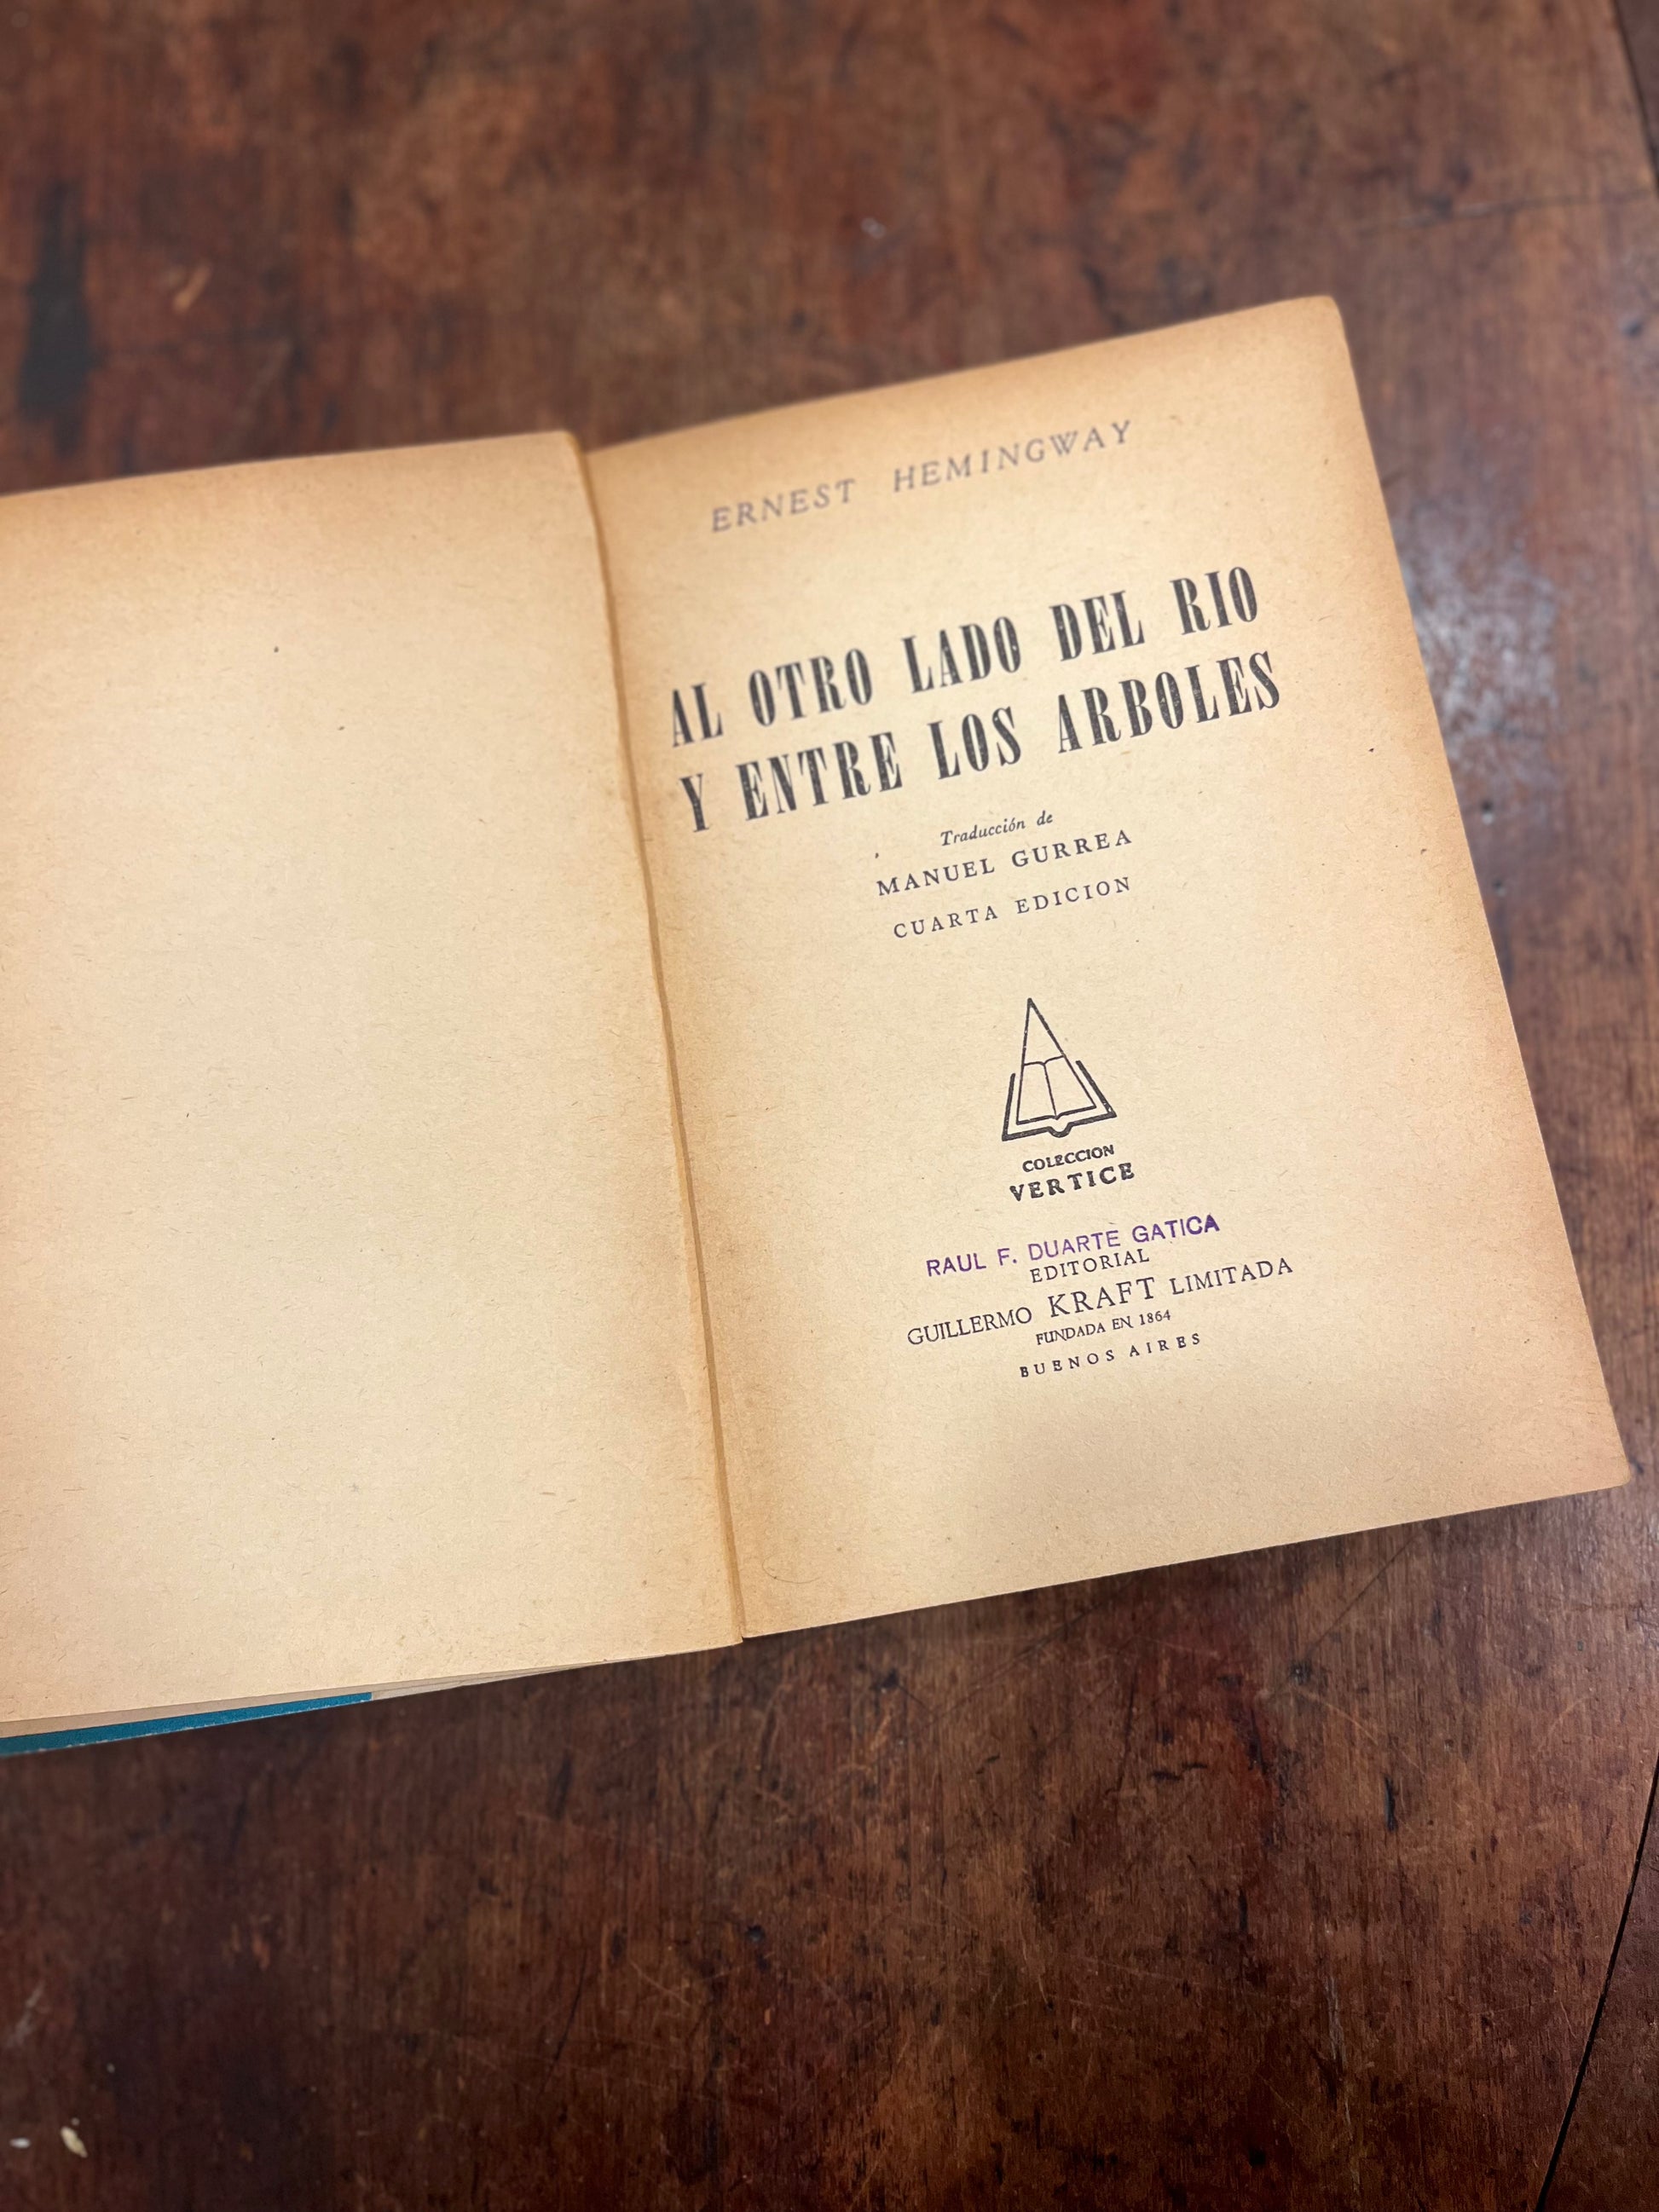 ERNEST HEMINGWAY
AL OTRO LADO DEL RIO
Y ENTRE LOS ARBOLES
Traducción de
MANUEL GURREA
CUARTA EDICION
COLECCION
VERTICE
RAUL F. DUARTE GATICA
EDITORIAL
GUILLERMO KRAFT LIMITADA
FUNDADA EN 1864
BUENOS AIRES